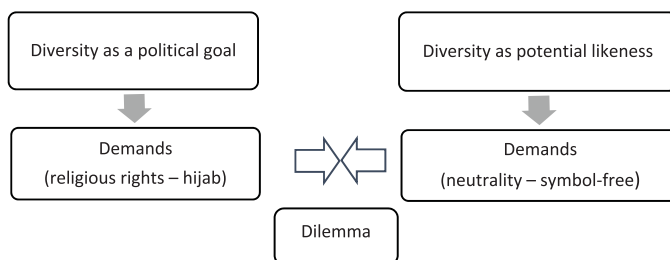 Diversity as a political goal
Diversity as potential likeness
Demands
(religious rights – hijab)
Demands
(neutrality – symbol-free)
Dilemma